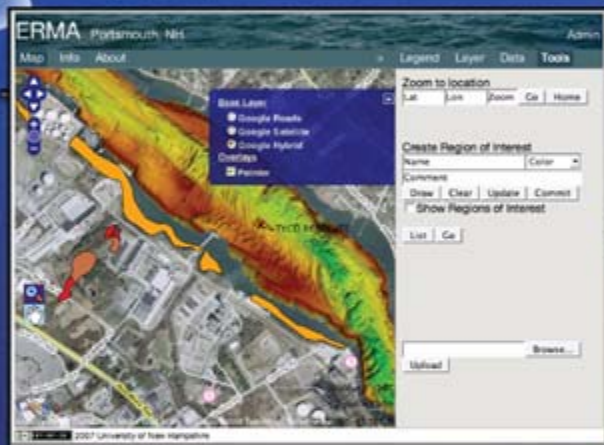 ERMA Portsmouth NH
Admin
Map Info About
» Legend Layer Data Tools
Base Layer
Google Roads
Google Satellite
Google Hybrid
Overlays
Zoom to location
Lat Lon Zoom Go Home
Create Region of Interest
Name Color
Comment
Draw Clear Update Commit
Show Regions of Interest
List Go
Browse...
Upload
2007 University of New Hampshire